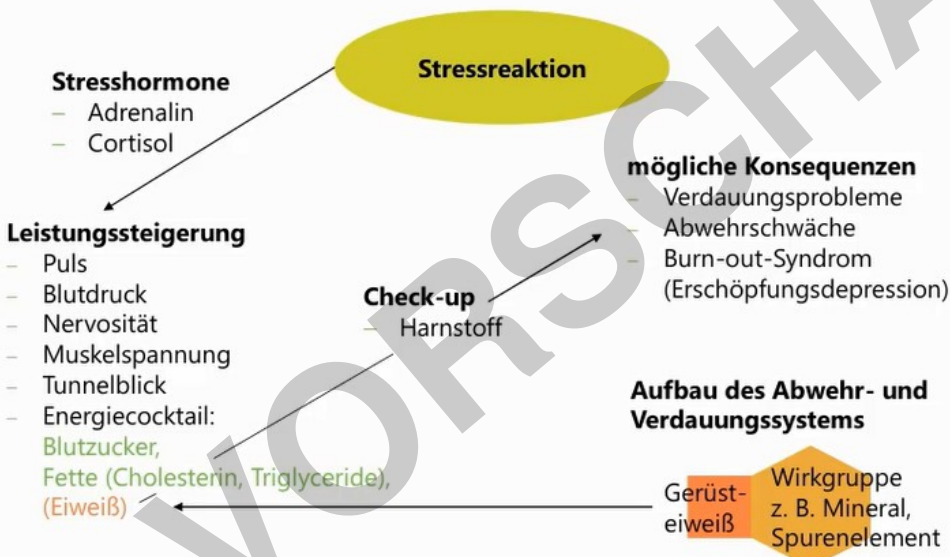 Stressreaktion
Stresshormone
– Adrenalin
– Cortisol
Leistungssteigerung
– Puls
– Blutdruck
– Nervosität
– Muskelspannung
– Tunnelblick
– Energiecocktail:
Blutzucker,
Fette (Cholesterin, Triglyceride),
(Eiweiß)
Check-up
– Harnstoff
mögliche Konsequenzen
– Verdauungsprobleme
– Abwehrschwäche
– Burn-out-Syndrom
(Erschöpfungsdepression)
Aufbau des Abwehr- und
Verdauungssystems
Gerüst-
eiweiß
Wirkgruppe
z. B. Mineral,
Spurenelement
VORSCHA